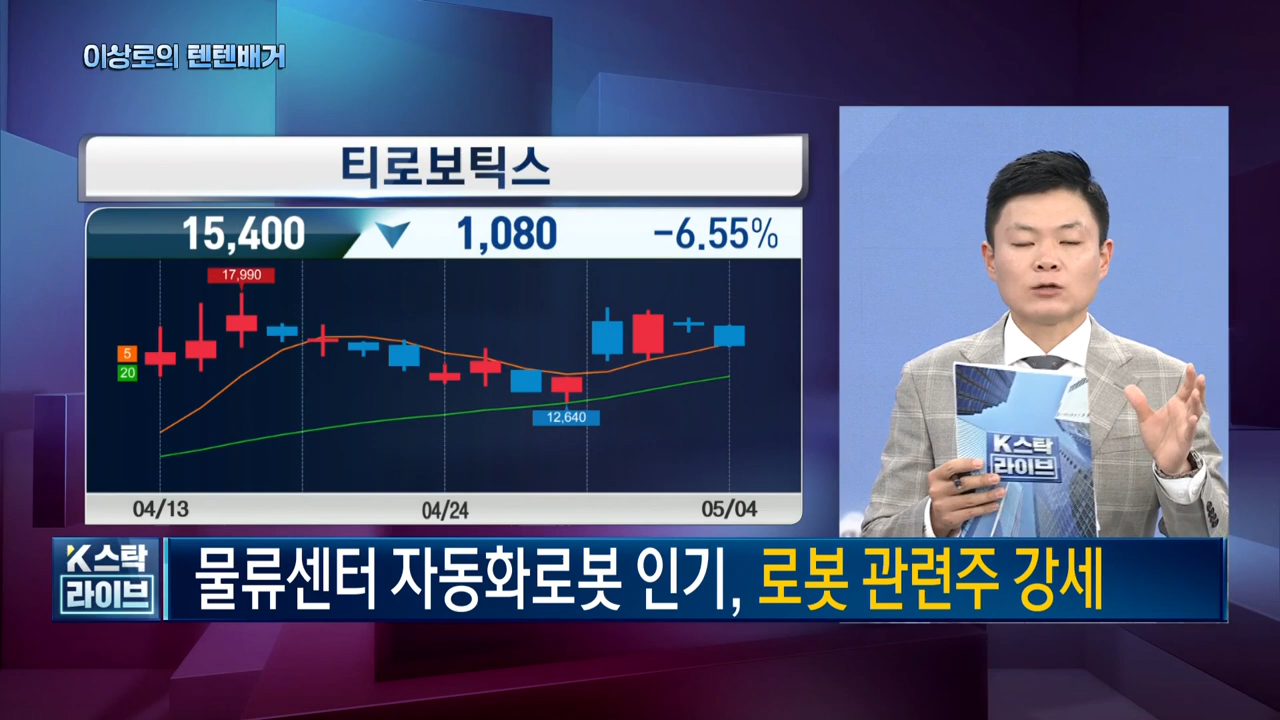 이상로의 텐텐배거
티로보틱스
15,400 ▼ 1,080 -6.55%
17,990
5
20
12,640
04/13 04/24 05/04
K스탁
라이브
K스탁
라이브
물류센터 자동화로봇 인기, 로봇 관련주 강세